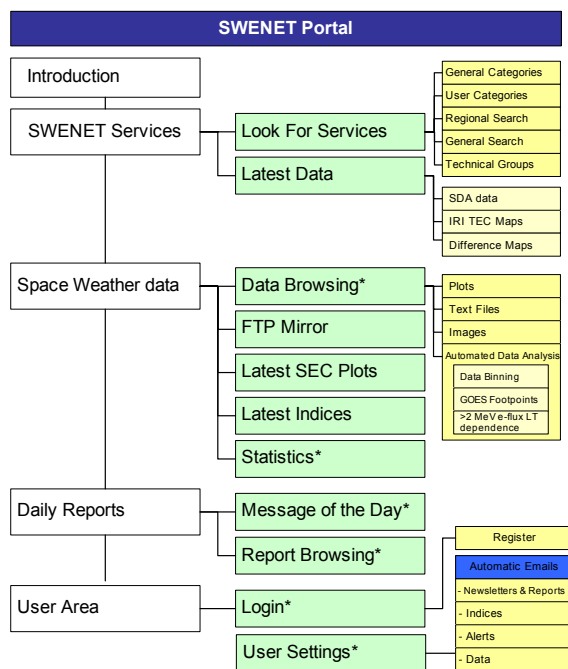 SWENET Portal
Introduction
SWENET Services
Look For Services
General Categories
User Categories
Regional Search
General Search
Technical Groups
Latest Data
SDA data
IRI TEC Maps
Difference Maps
Space Weather data
Data Browsing*
Plots
Text Files
Images
Automated Data Analysis
Data Binning
GOES Footpoints
>2 MeV e-flux LT
dependence
FTP Mirror
Latest SEC Plots
Latest Indices
Statistics*
Daily Reports
Message of the Day*
Report Browsing*
User Area
Login*
Register
User Settings*
Automatic Emails
- Newsletters & Reports
- Indices
- Alerts
- Data